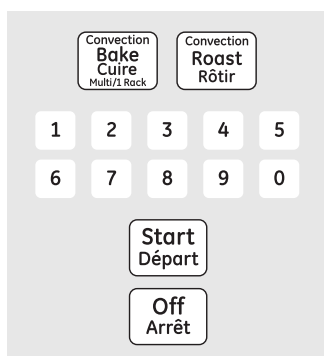 Convection
Bake
Cuire
Multi/1 Rack
Convection
Roast
Rôtir
1 2 3 4 5
6 7 8 9 0
Start
Départ
Off
Arrêt